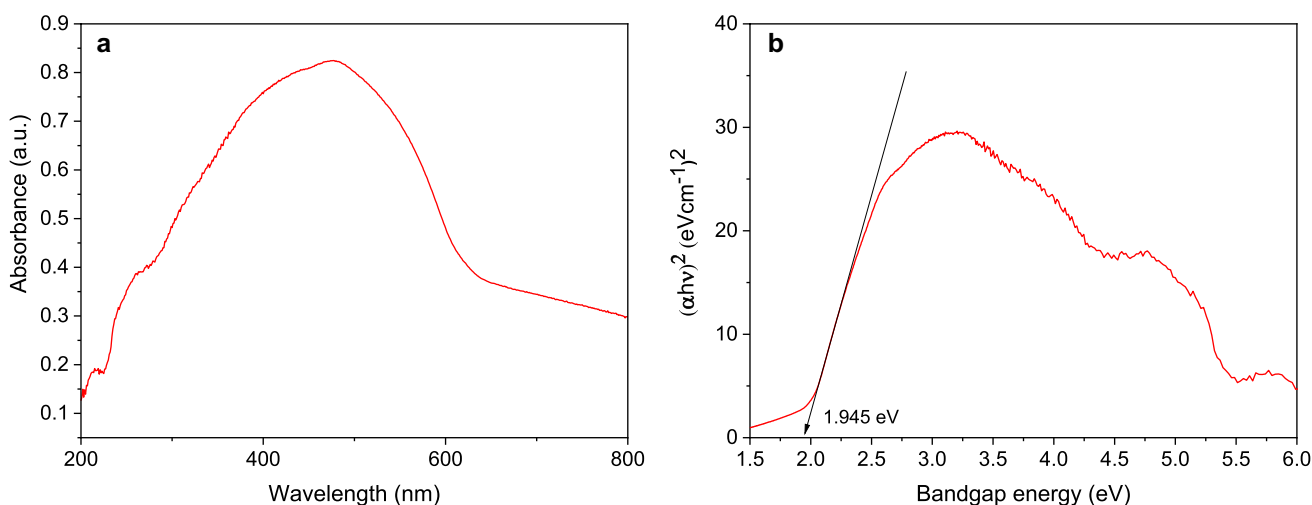 a
0.9
0.8
0.7
0.6
0.5
0.4
0.3
0.2
0.1
200 400 600 800
Absorbance (a.u.)
Wavelength (nm)
b
40
30
20
10
0
1.5 2.0 2.5 3.0 3.5 4.0 4.5 5.0 5.5 6.0
(αhν)² (eVcm⁻¹)²
1.945 eV
Bandgap energy (eV)